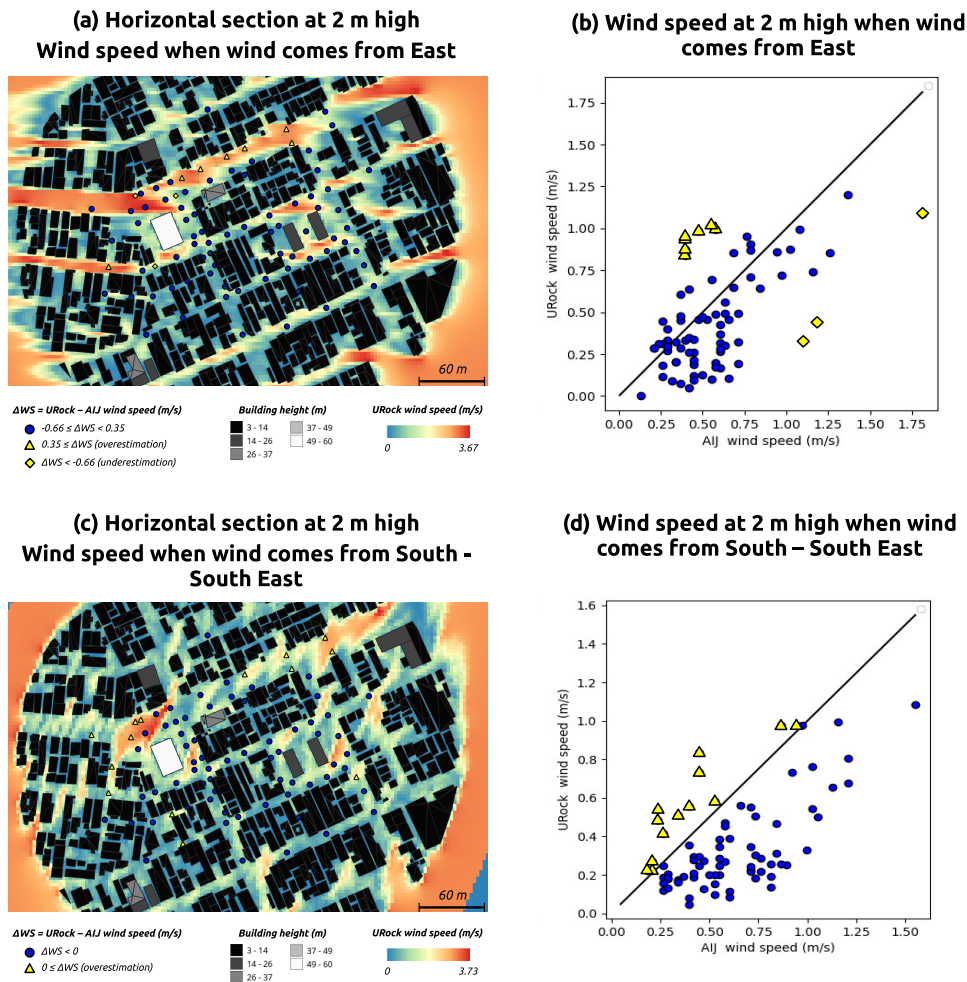 (a) Horizontal section at 2 m high
Wind speed when wind comes from East
60 m
ΔWS = URock – AIJ wind speed (m/s)
-0.66 ≤ ΔWS < 0.35
0.35 ≤ ΔWS (overestimation)
ΔWS < -0.66 (underestimation)
Building height (m)
3 - 14
14 - 26
26 - 37
37 - 49
49 - 60
URock wind speed (m/s)
0 3.67
(b) Wind speed at 2 m high when wind
comes from East
URock wind speed (m/s)
1.75
1.50
1.25
1.00
0.75
0.50
0.25
0.00
0.00 0.25 0.50 0.75 1.00 1.25 1.50 1.75
AIJ wind speed (m/s)
(c) Horizontal section at 2 m high
Wind speed when wind comes from South -
South East
60 m
ΔWS = URock – AIJ wind speed (m/s)
ΔWS < 0
0 ≤ ΔWS (overestimation)
Building height (m)
3 - 14
14 - 26
26 - 37
37 - 49
49 - 60
URock wind speed (m/s)
0 3.73
(d) Wind speed at 2 m high when wind
comes from South – South East
URock wind speed (m/s)
1.6
1.4
1.2
1.0
0.8
0.6
0.4
0.2
0.0
0.00 0.25 0.50 0.75 1.00 1.25 1.50
AIJ wind speed (m/s)